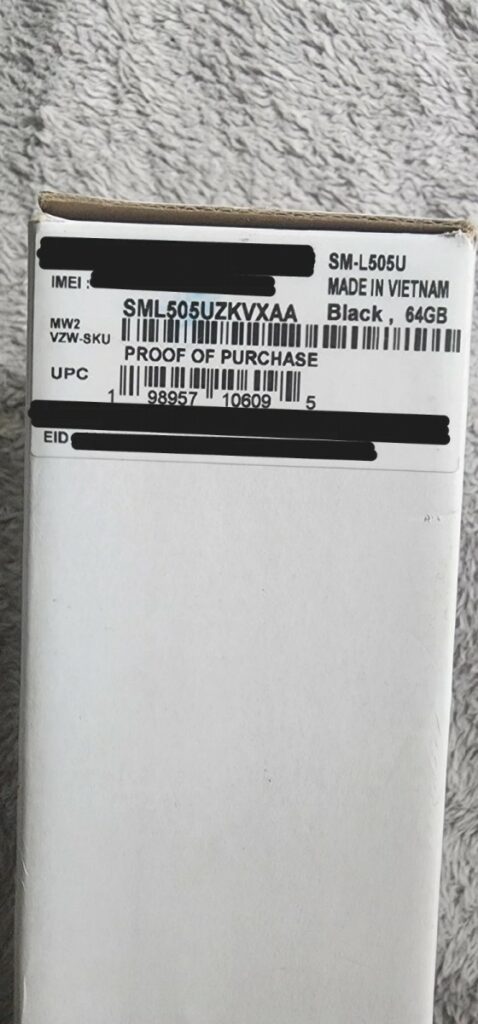 SM-L505U
IMEI :
MADE IN VIETNAM
SML505UZKVXAA
Black , 64GB
MW2
VZW-SKU
PROOF OF PURCHASE
UPC
1 98957 10609 5
EID